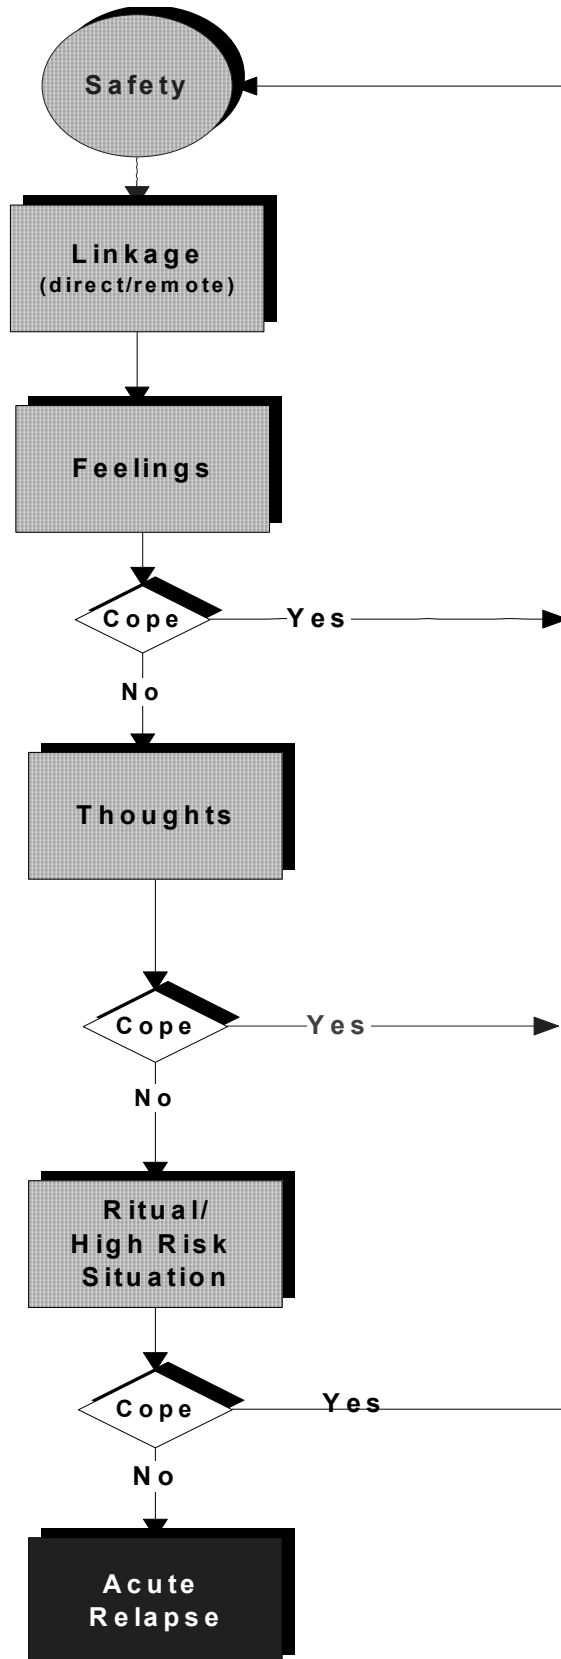 Safety
Linkage
(direct/remote)
Feelings
Cope
Yes
No
Thoughts
Cope
Yes
No
Ritual/
High Risk
Situation
Cope
Yes
No
Acute
Relapse